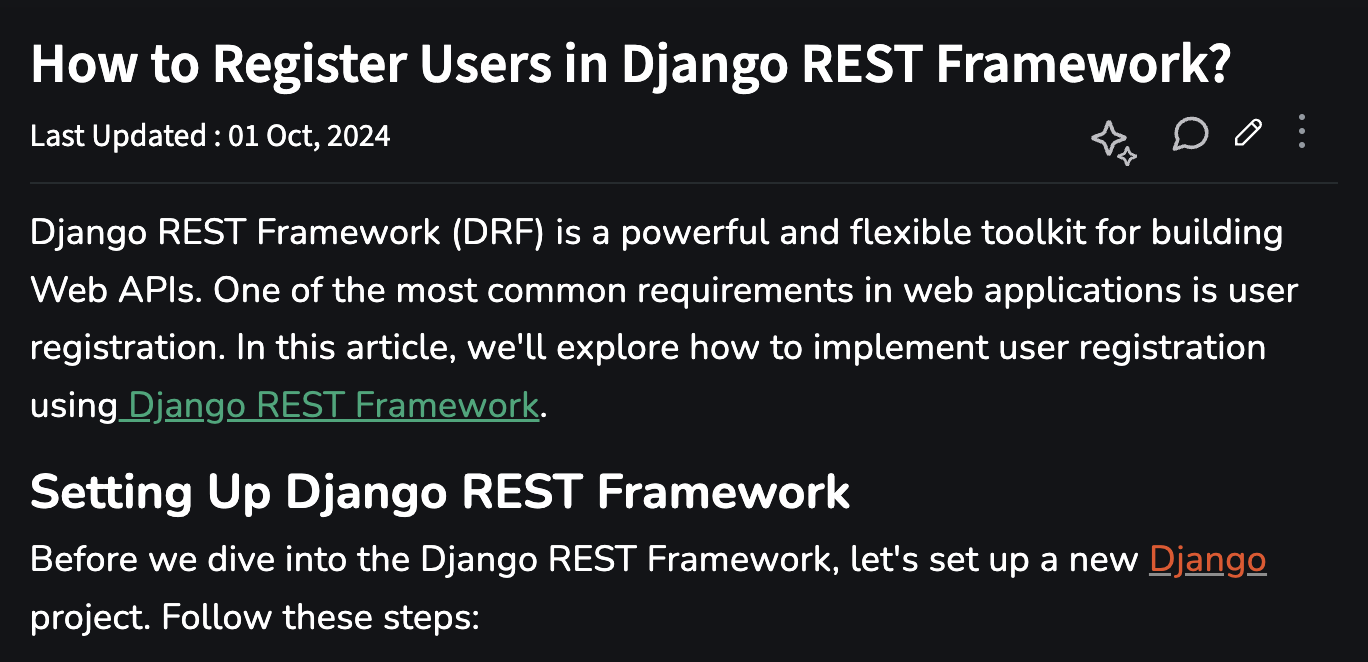 How to Register Users in Django REST Framework?
Last Updated : 01 Oct, 2024
Django REST Framework (DRF) is a powerful and flexible toolkit for building
Web APIs. One of the most common requirements in web applications is user
registration. In this article, we'll explore how to implement user registration
using Django REST Framework.
Setting Up Django REST Framework
Before we dive into the Django REST Framework, let's set up a new Django
project. Follow these steps: